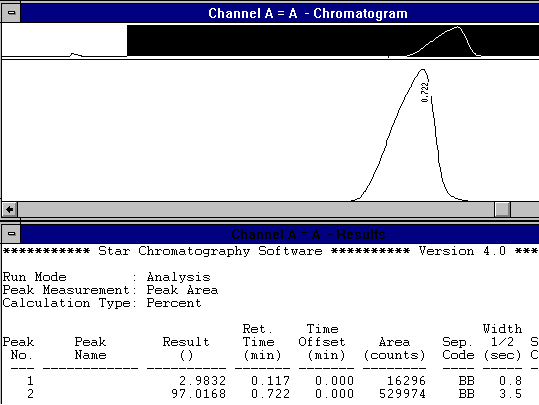 Channel A = A - Chromatogram
0.722
Channel A = A - Results
*********** Star Chromatography Software ********** Version 4.0 ***
Run Mode : Analysis
Peak Measurement: Peak Area
Calculation Type: Percent
Ret. Time Width
Peak Peak Result Time Offset Area Sep. 1/2 S
No. Name () (min) (min) (counts) Code (sec) C
---- ---------- ---------- ------- ------- -------- ---- ----- -
1 2.9832 0.117 0.000 16296 BB 0.8
2 97.0168 0.722 0.000 529974 BB 3.5